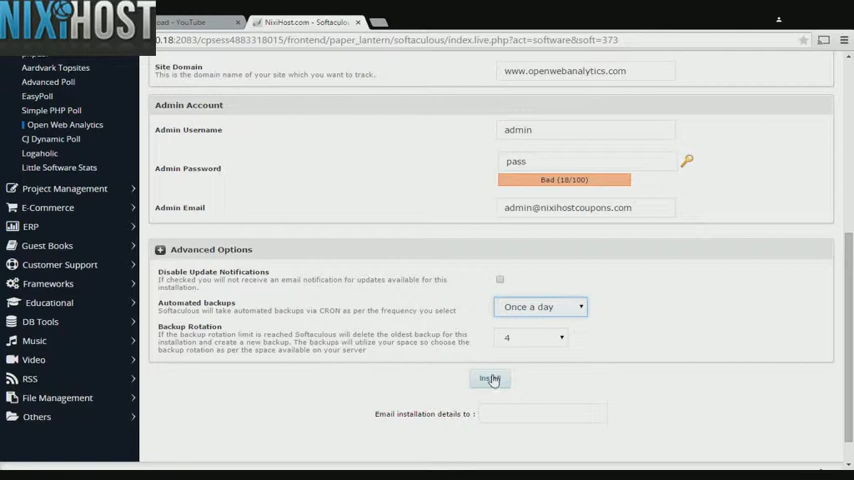 NIXIHOST
oad - YouTube
NixiHost.com - Softaculou
0.18:2083/cpsess4883318015/frontend/paper_lantern/softaculous/index.live.php?act=software&soft=373
Aardvark Topsites
Advanced Poll
EasyPoll
Simple PHP Poll
Open Web Analytics
CJ Dynamic Poll
Logaholic
Little Software Stats
Project Management
E-Commerce
ERP
Guest Books
Customer Support
Frameworks
Educational
DB Tools
Music
Video
RSS
File Management
Others
Site Domain
This is the domain name of your site which you want to track.
www.openwebanalytics.com
Admin Account
Admin Username
admin
Admin Password
pass
Bad (18/100)
Admin Email
admin@nixihostcoupons.com
Advanced Options
Disable Update Notifications
If checked you will not receive an email notification for updates available for this
installation.
Automated backups
Softaculous will take automated backups via CRON as per the frequency you select
Once a day
Backup Rotation
If the backup rotation limit is reached Softaculous will delete the oldest backup for this
installation and create a new backup. The backups will utilize your space so choose the
backup rotation as per the space available on your server
4
Install
Email installation details to :